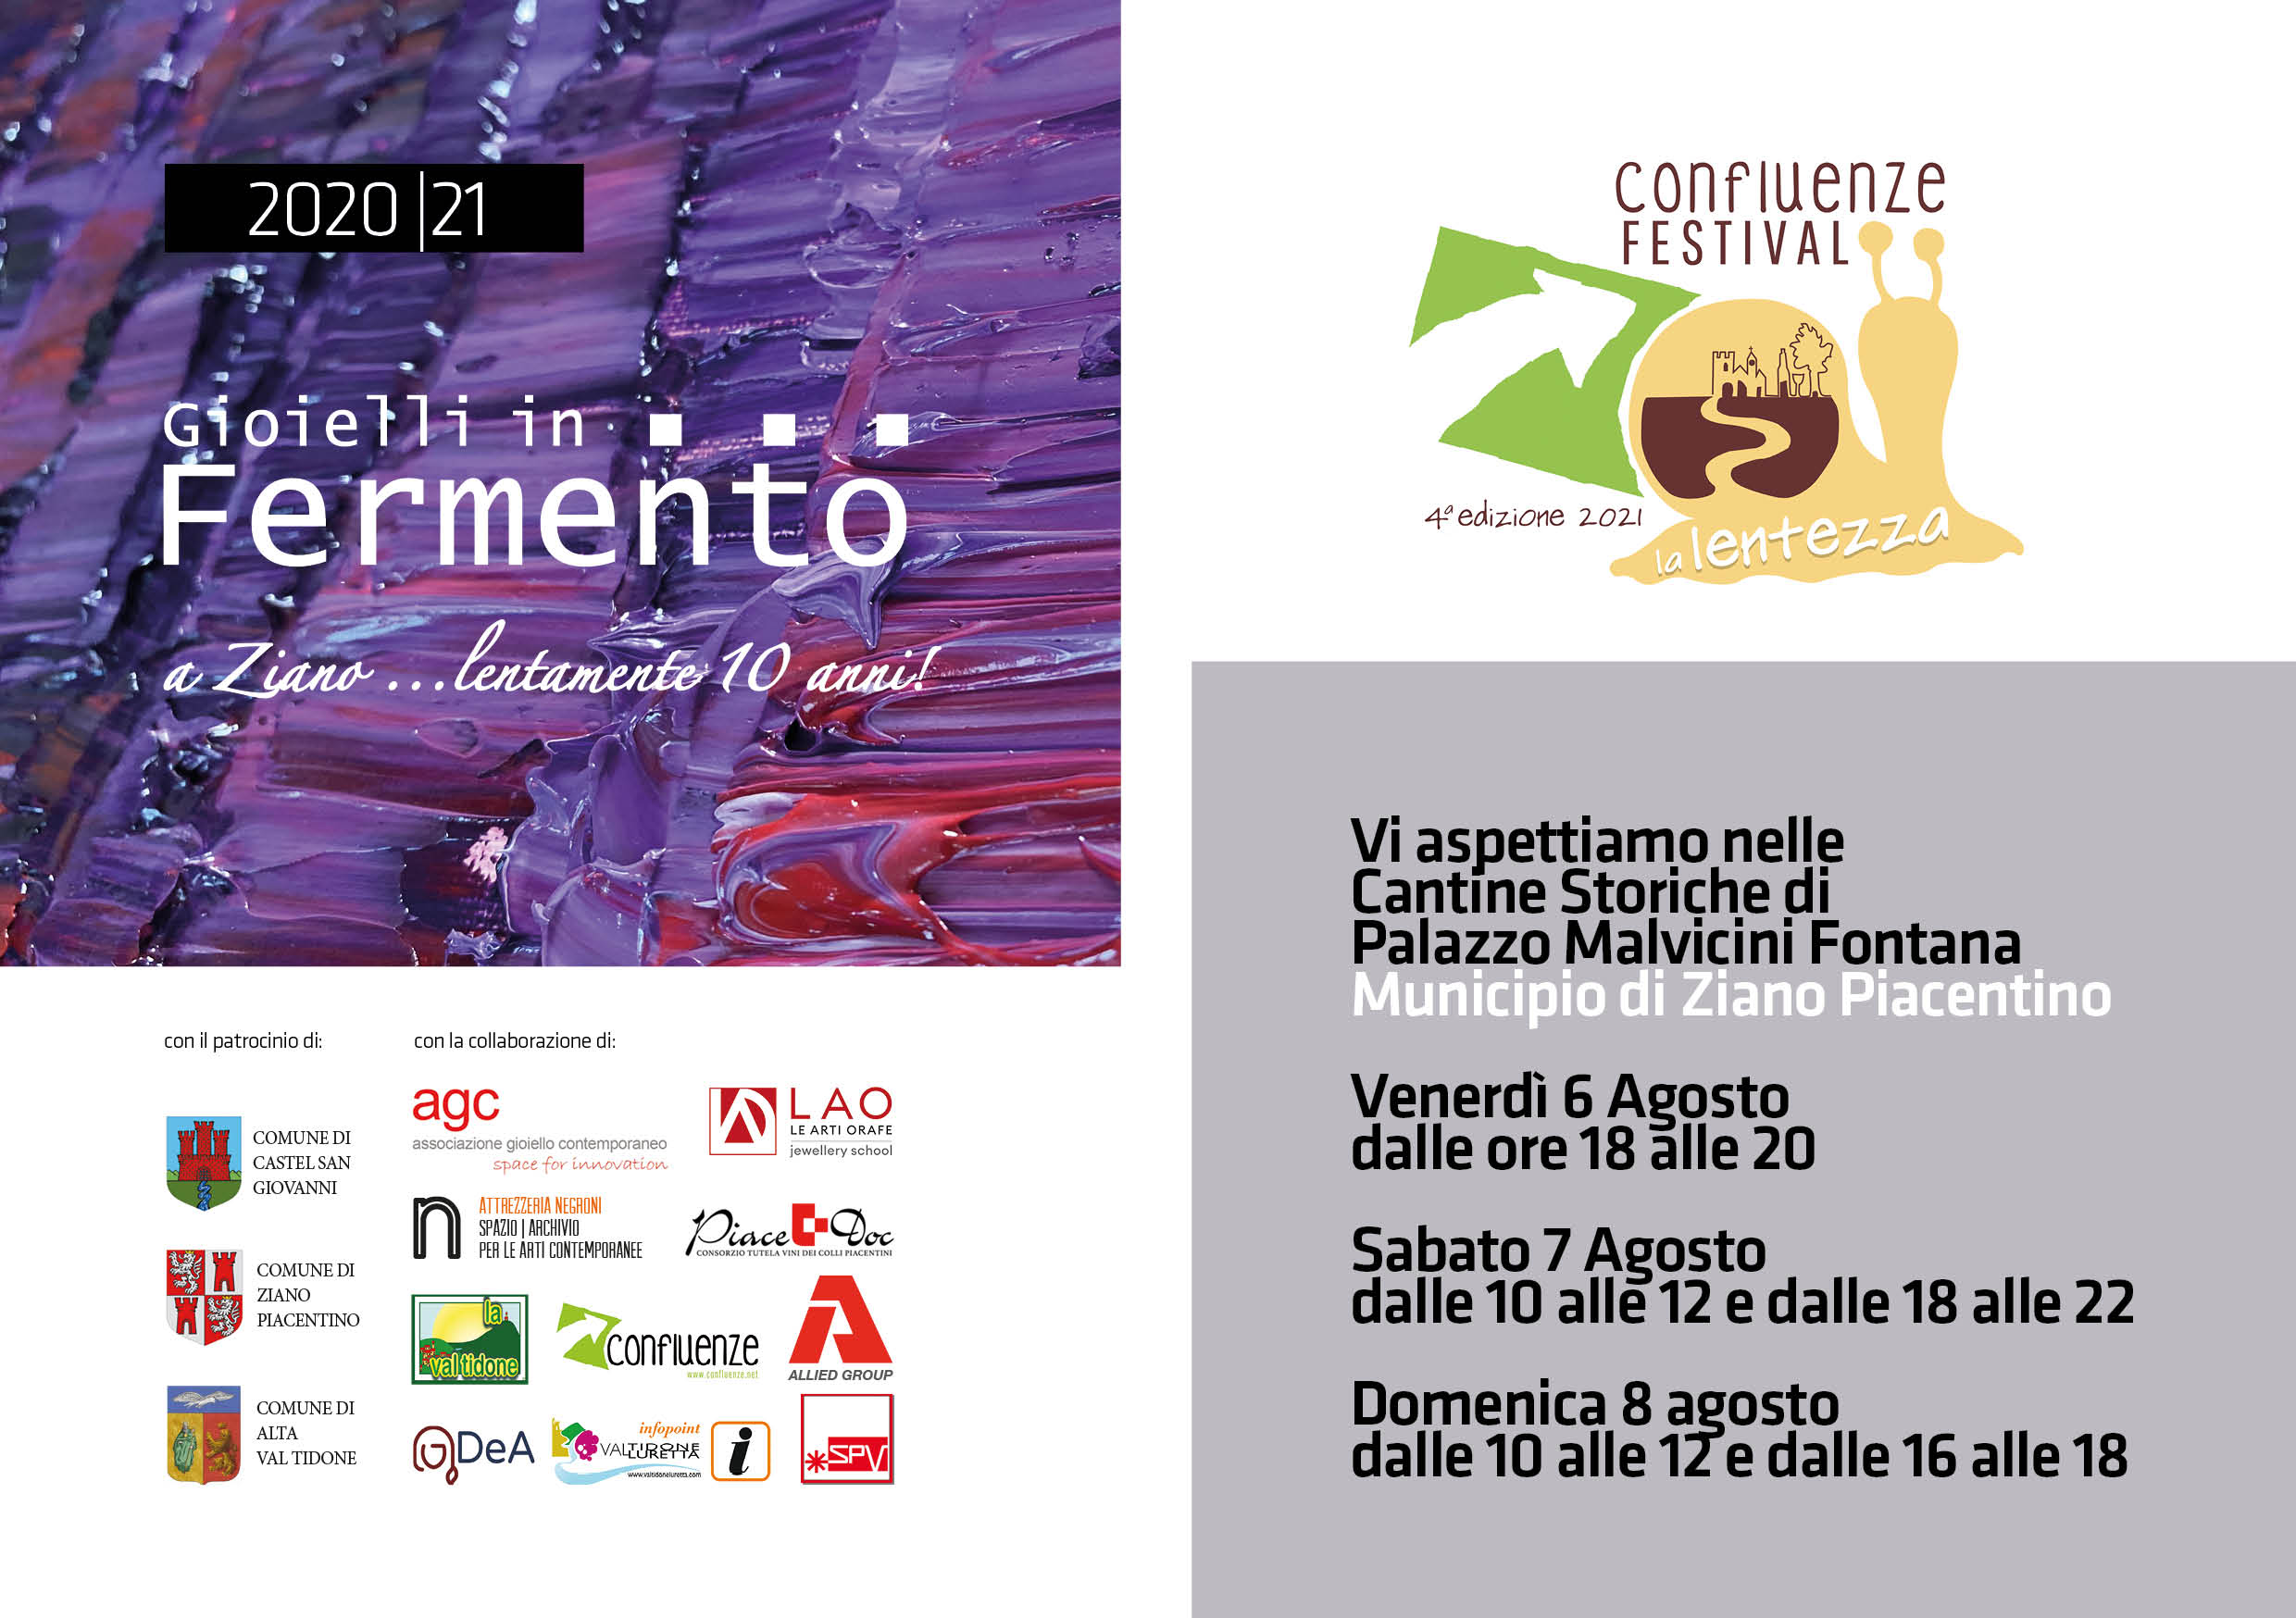 2020 |21
Gioielli in
Fermento
a Ziano ...lentamente 10 anni!
con il patrocinio di:
COMUNE DI
CASTEL SAN
GIOVANNI
COMUNE DI
ZIANO
PIACENTINO
COMUNE DI
ALTA
VAL TIDONE
con la collaborazione di:
agc
associazione gioiello contemporaneo
space for innovation
LAO
LE ARTI ORAFE
jewellery school
n
ATTREZZERIA NEGRONI
SPAZIO | ARCHIVIO
PER LE ARTI CONTEMPORANEE
Piace Doc
CONSORZIO TUTELA VINI DEI COLLI PIACENTINI
la
val tidone
confluenze
www.confluenze.net
ALLIED GROUP
DeA
infopoint
VALTIDONE
LURETTA
www.valtidoneluretta.com
i
SPV
confluenze
FESTIVAL
4ª edizione 2021
la lentezza
Vi aspettiamo nelle
Cantine Storiche di
Palazzo Malvicini Fontana
Municipio di Ziano Piacentino
Venerdì 6 Agosto
dalle ore 18 alle 20
Sabato 7 Agosto
dalle 10 alle 12 e dalle 18 alle 22
Domenica 8 agosto
dalle 10 alle 12 e dalle 16 alle 18